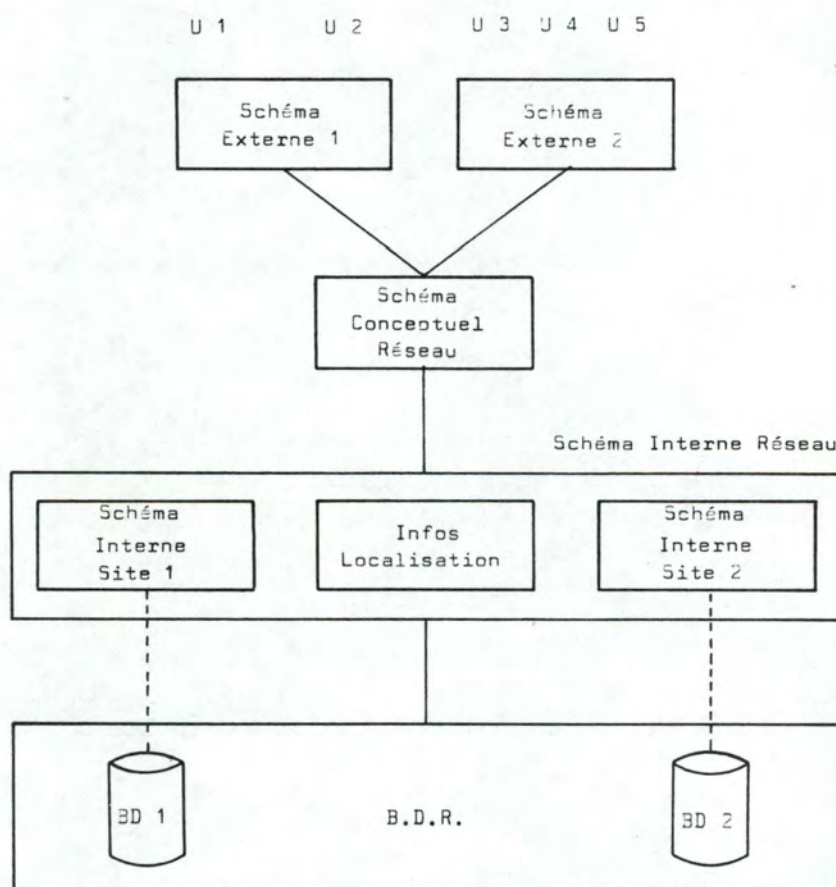 U 1 U 2 U 3 U 4 U 5
Schéma
Externe 1
Schéma
Externe 2
Schéma
Conceptuel
Réseau
Schéma Interne Réseau
Schéma
Interne
Site 1
Infos
Localisation
Schéma
Interne
Site 2
BD 1
B.D.R.
BD 2